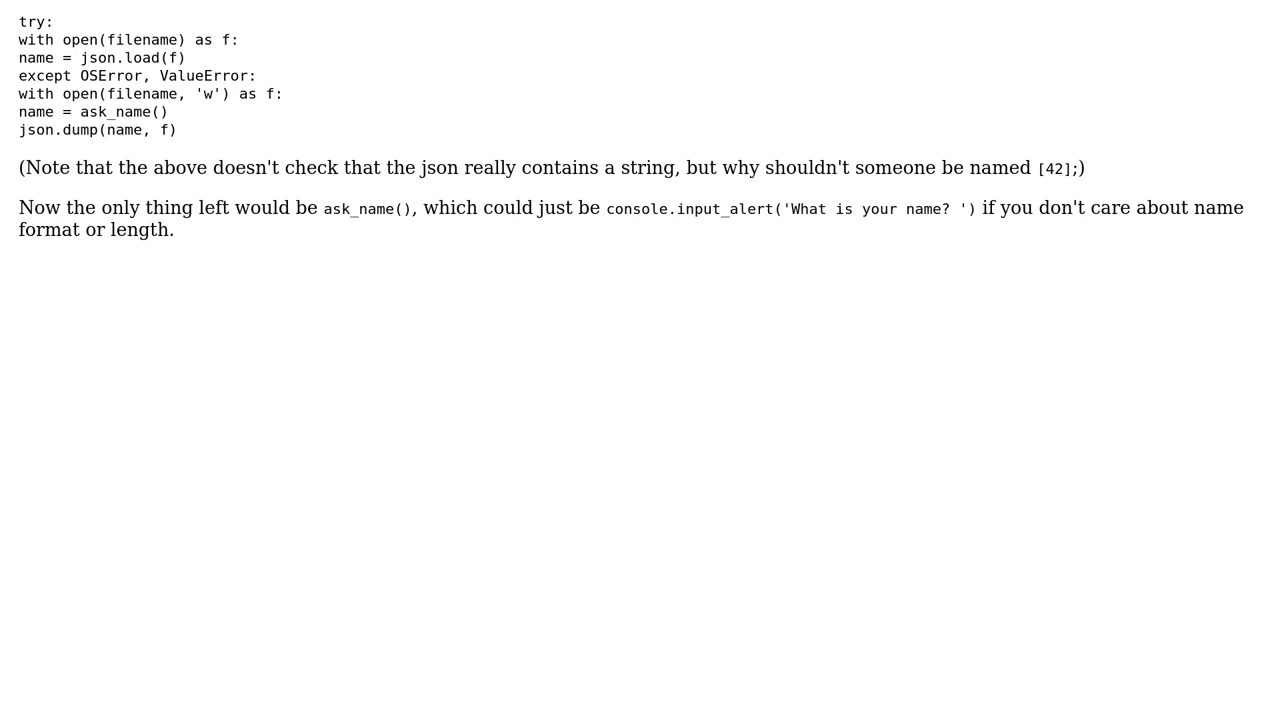 try:
with open(filename) as f:
name = json.load(f)
except OSError, ValueError:
with open(filename, 'w') as f:
name = ask_name()
json.dump(name, f)
(Note that the above doesn't check that the json really contains a string, but why shouldn't someone be named [42];)
Now the only thing left would be ask_name(), which could just be console.input_alert('What is your name? ') if you don't care about name
format or length.